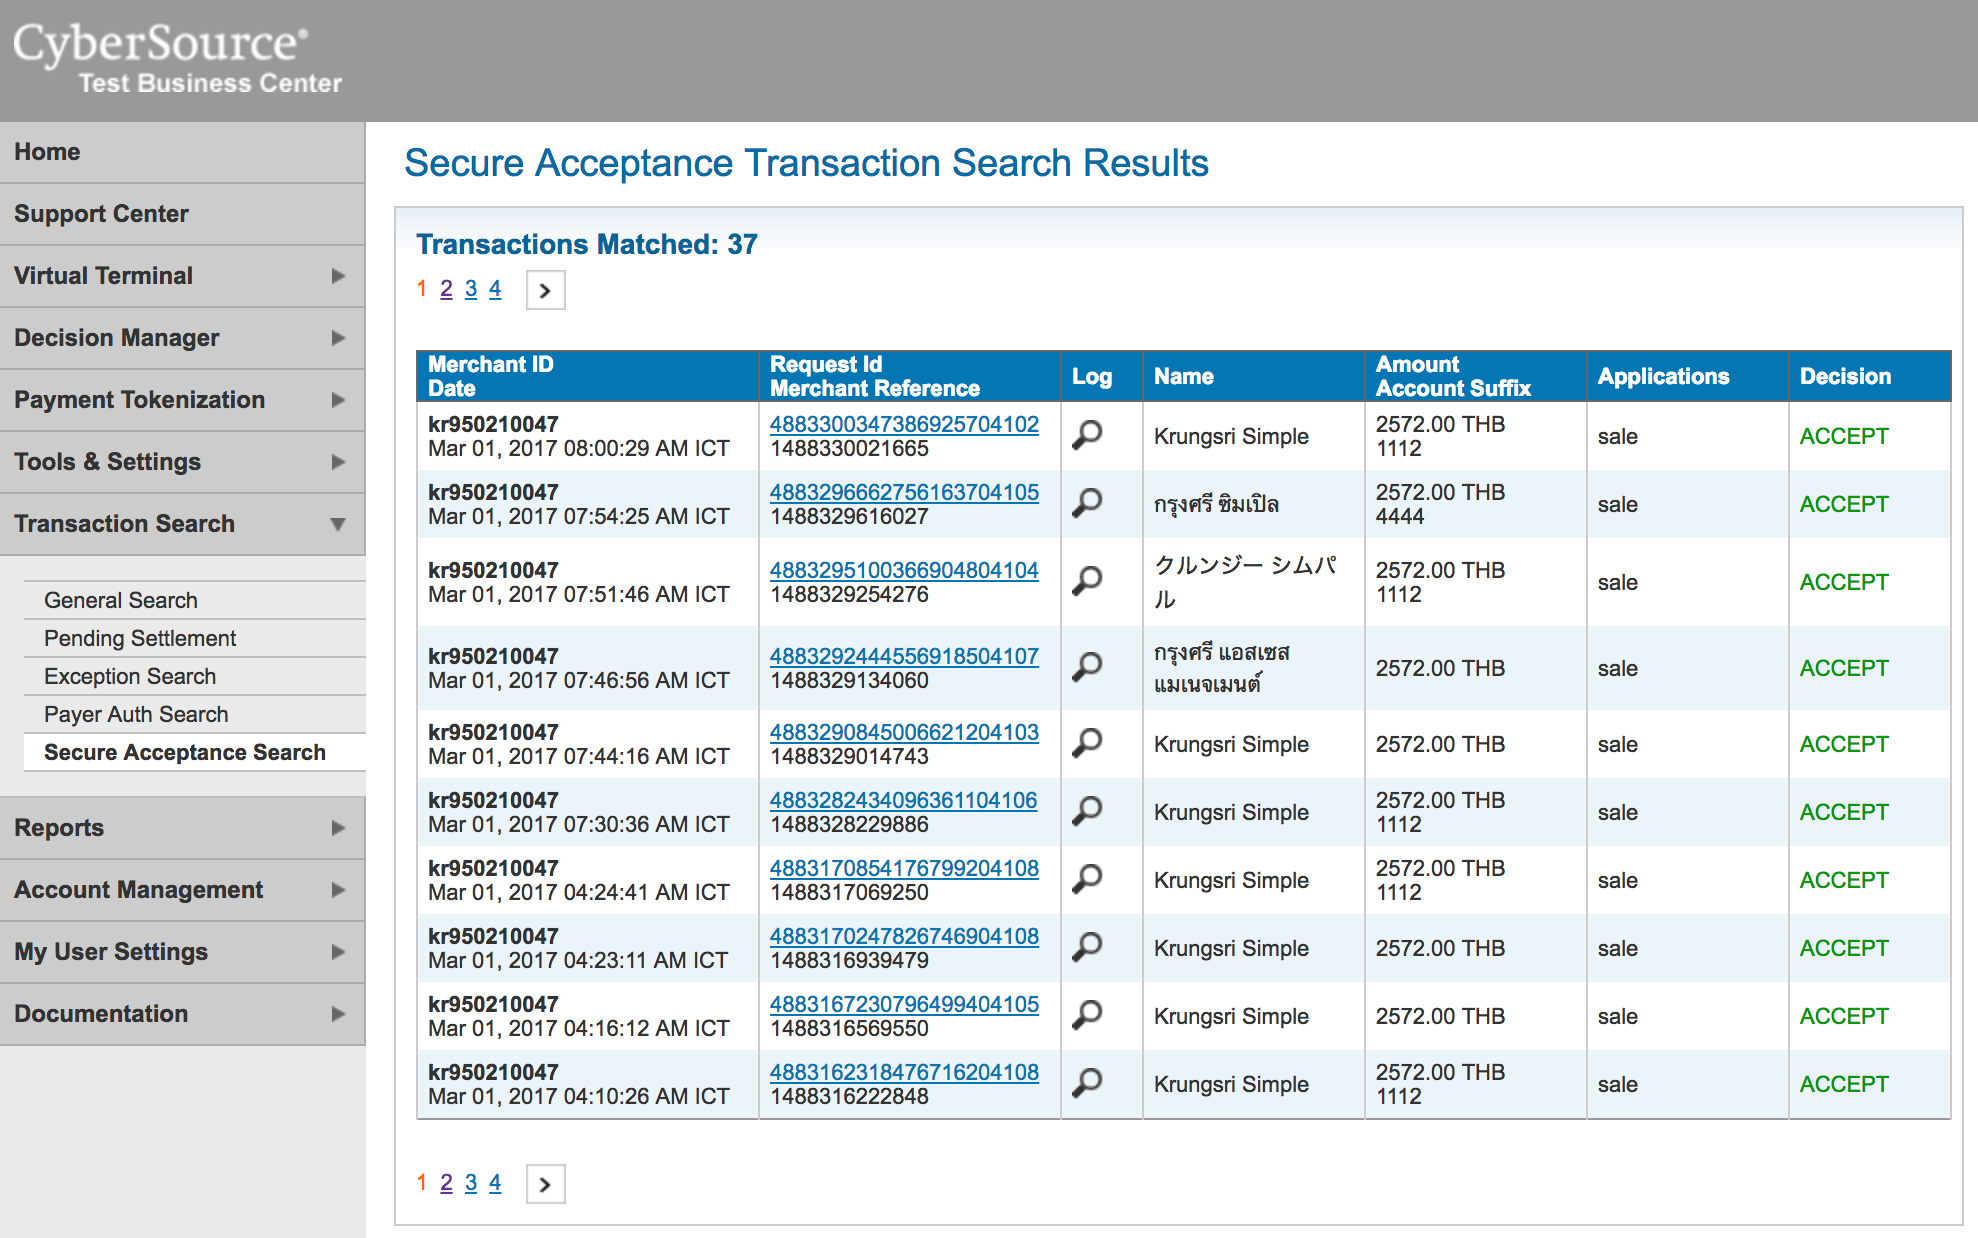 CyberSource®
Test Business Center
Home
Support Center
Virtual Terminal
Decision Manager
Payment Tokenization
Tools & Settings
Transaction Search
General Search
Pending Settlement
Exception Search
Payer Auth Search
Secure Acceptance Search
Reports
Account Management
My User Settings
Documentation
Secure Acceptance Transaction Search Results
Transactions Matched: 37
1 2 3 4 >
Merchant ID Request Id Log Name Amount Applications Decision
Date Merchant Reference Account Suffix
kr950210047 4883300347386925704102 Krungsri Simple 2572.00 THB sale ACCEPT
Mar 01, 2017 08:00:29 AM ICT 1488330021665 1112
kr950210047 4883296662756163704105 กรุงศรี ซิมเปิล 2572.00 THB sale ACCEPT
Mar 01, 2017 07:54:25 AM ICT 1488329616027 4444
kr950210047 4883295100366904804104 クルンジー シムパ 2572.00 THB sale ACCEPT
Mar 01, 2017 07:51:46 AM ICT 1488329254276 ル 1112
kr950210047 4883292444556918504107 กรุงศรี แอสเซส 2572.00 THB sale ACCEPT
Mar 01, 2017 07:46:56 AM ICT 1488329134060 แมเนจเมนต์
kr950210047 4883290845006621204103 Krungsri Simple 2572.00 THB sale ACCEPT
Mar 01, 2017 07:44:16 AM ICT 1488329014743
kr950210047 4883282434096361104106 Krungsri Simple 2572.00 THB sale ACCEPT
Mar 01, 2017 07:30:36 AM ICT 1488328229886 1112
kr950210047 4883170854176799204108 Krungsri Simple 2572.00 THB sale ACCEPT
Mar 01, 2017 04:24:41 AM ICT 1488317069250 1112
kr950210047 4883170247826746904108 Krungsri Simple 2572.00 THB sale ACCEPT
Mar 01, 2017 04:23:11 AM ICT 1488316939479
kr950210047 4883167230796499404105 Krungsri Simple 2572.00 THB sale ACCEPT
Mar 01, 2017 04:16:12 AM ICT 1488316569550
kr950210047 4883162318476716204108 Krungsri Simple 2572.00 THB sale ACCEPT
Mar 01, 2017 04:10:26 AM ICT 1488316222848 1112
1 2 3 4 >